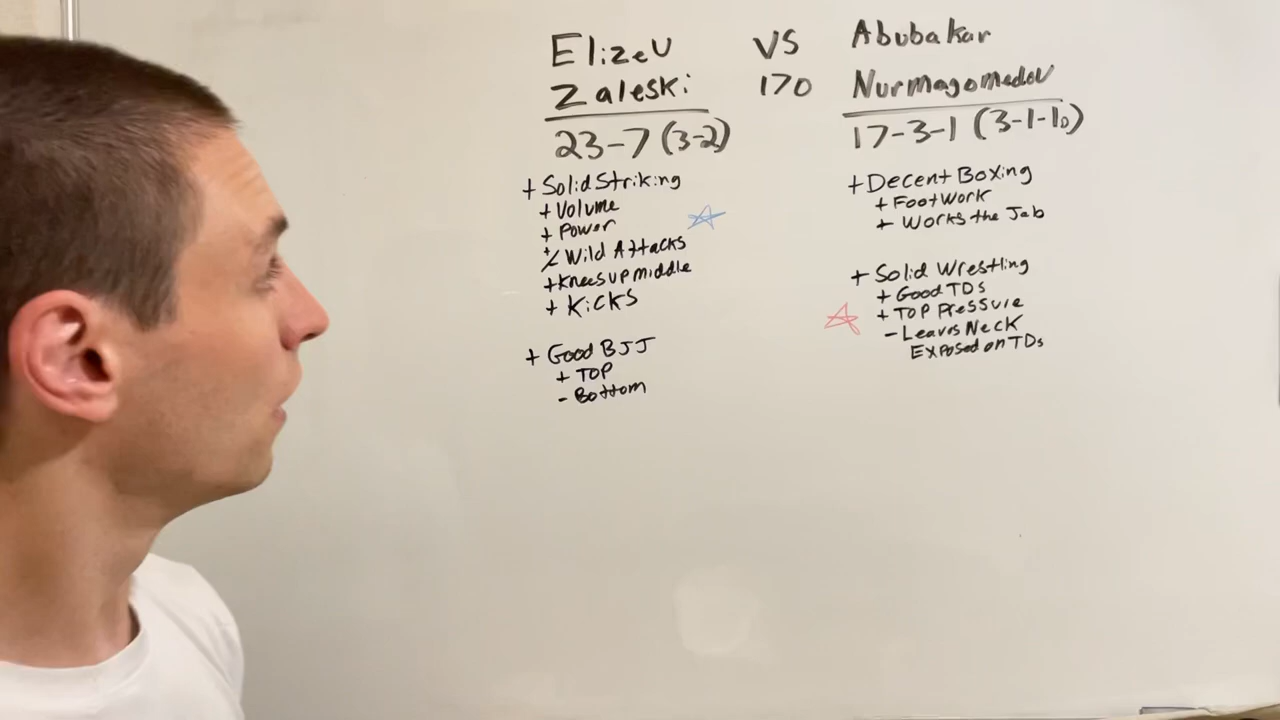 Elizeu VS Abubakar
Zaleski 170 Nurmagomedov
23-7 (3-2)
+ Solid Striking
+ Volume
+ Power
+/- Wild Attacks
+ Knees up middle
+ Kicks
+ Good BJJ
+ TOP
- Bottom
17-3-1 (3-1-1D)
+ Decent Boxing
+ FootWork
+ Works the Jab
+ Solid Wrestling
+ Good TDs
+ TOP Pressure
- Leaves Neck
Exposed on TDs